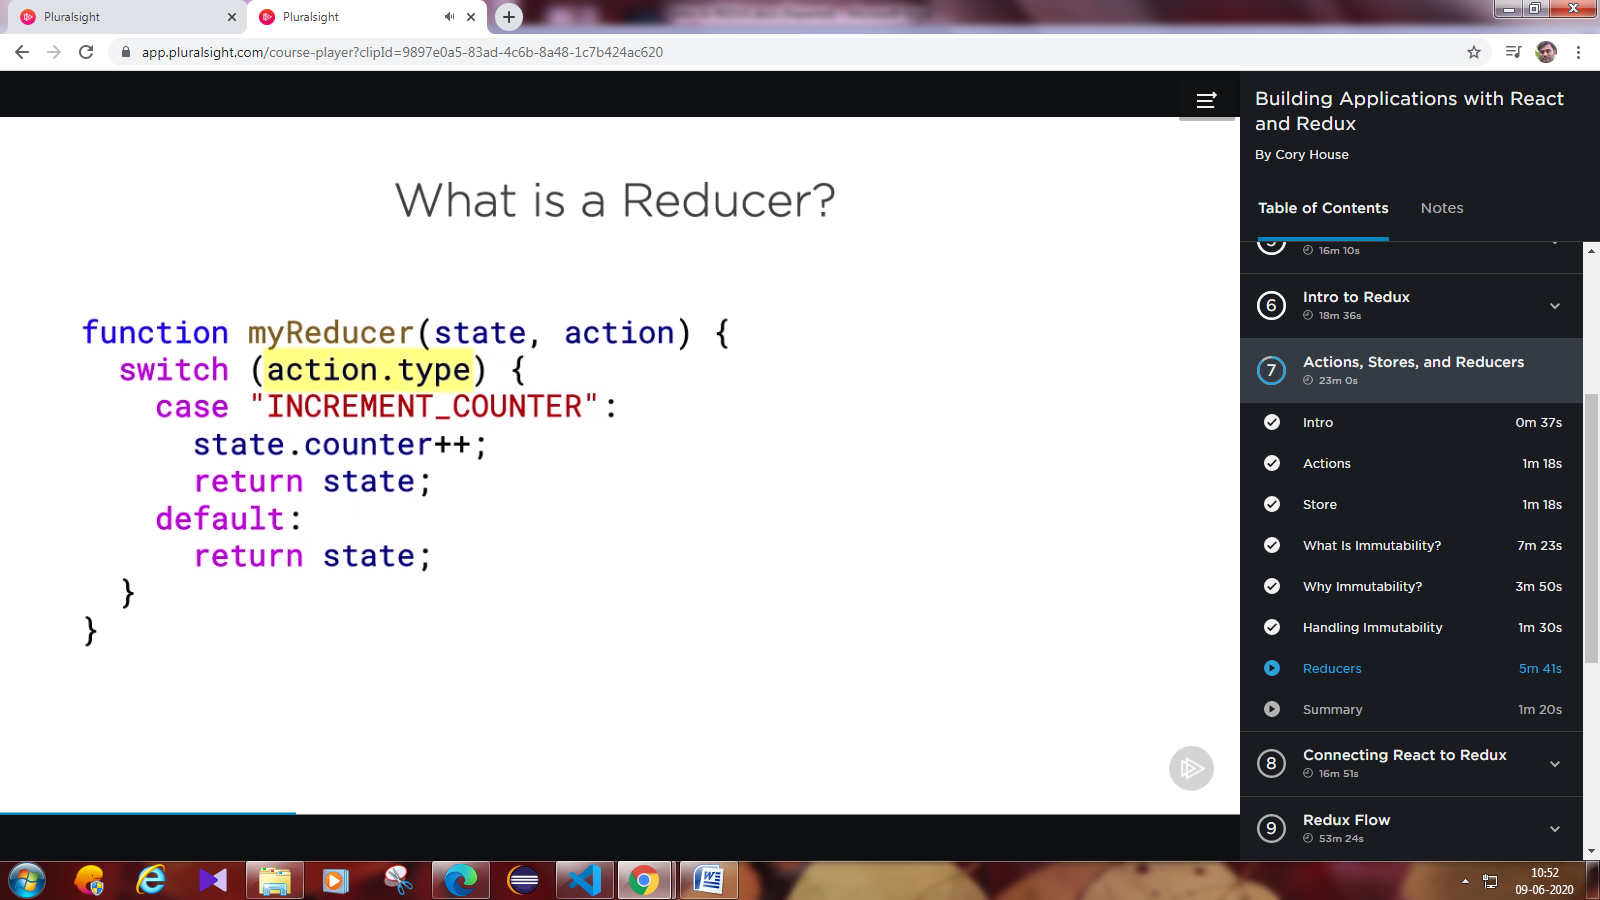 Pluralsight
Pluralsight
app.pluralsight.com/course-player?clipId=9897e0a5-83ad-4c6b-8a48-1c7b424ac620
What is a Reducer?
function myReducer(state, action) {
switch (action.type) {
case "INCREMENT_COUNTER":
state.counter++;
return state;
default:
return state;
}
}
Building Applications with React
and Redux
By Cory House
Table of Contents Notes
16m 10s
6 Intro to Redux
18m 36s
7 Actions, Stores, and Reducers
23m 0s
Intro 0m 37s
Actions 1m 18s
Store 1m 18s
What Is Immutability? 7m 23s
Why Immutability? 3m 50s
Handling Immutability 1m 30s
Reducers 5m 41s
Summary 1m 20s
8 Connecting React to Redux
16m 51s
9 Redux Flow
53m 24s
10:52
09-06-2020